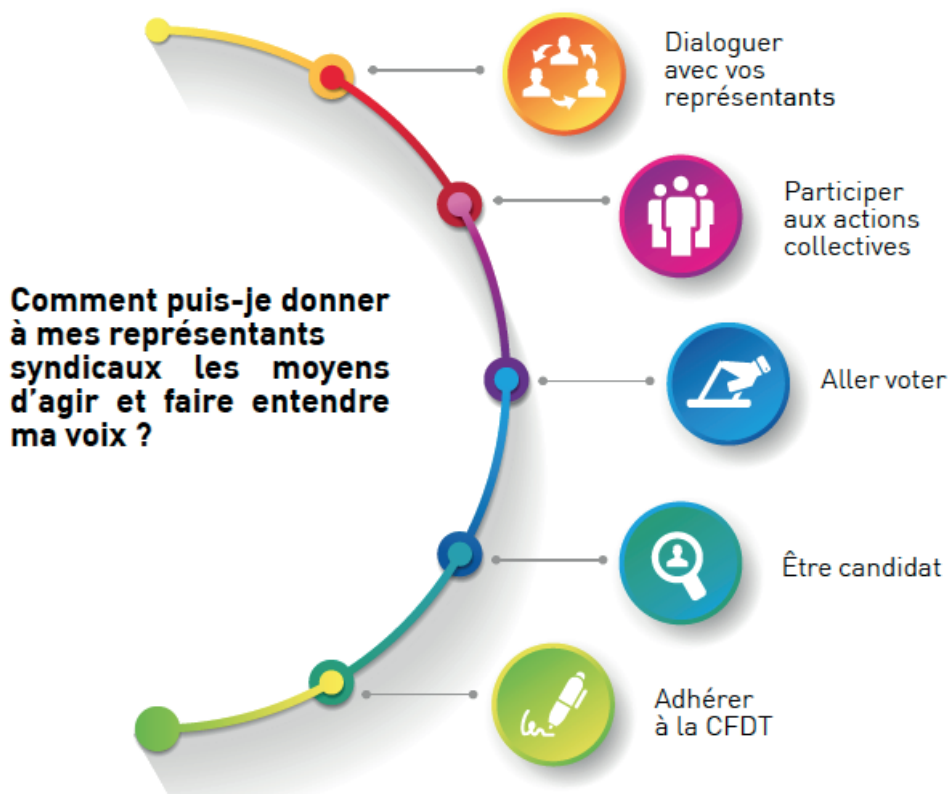 Comment puis-je donner
à mes représentants
syndicaux les moyens
d'agir et faire entendre
ma voix ?
Dialoguer
avec vos
représentants
Participer
aux actions
collectives
Aller voter
Être candidat
Adhérer
à la CFDT